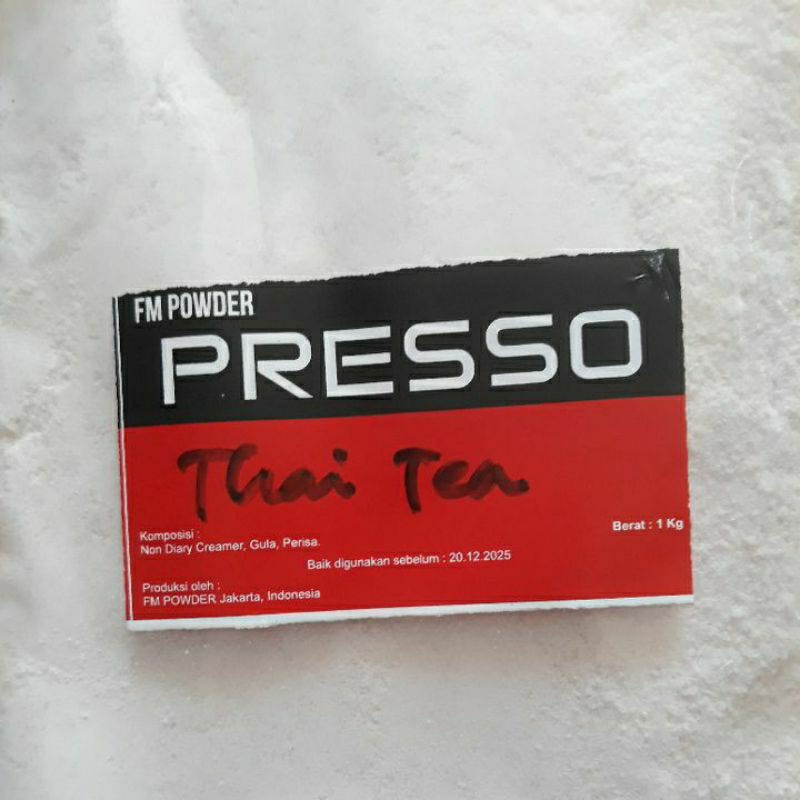 FM POWDER
PRESSO
Thai Tea
Komposisi :
Non Diary Creamer, Gula, Perisa.
Berat : 1 Kg
Baik digunakan sebelum : 20.12.2025
Produksi oleh :
FM POWDER Jakarta, Indonesia